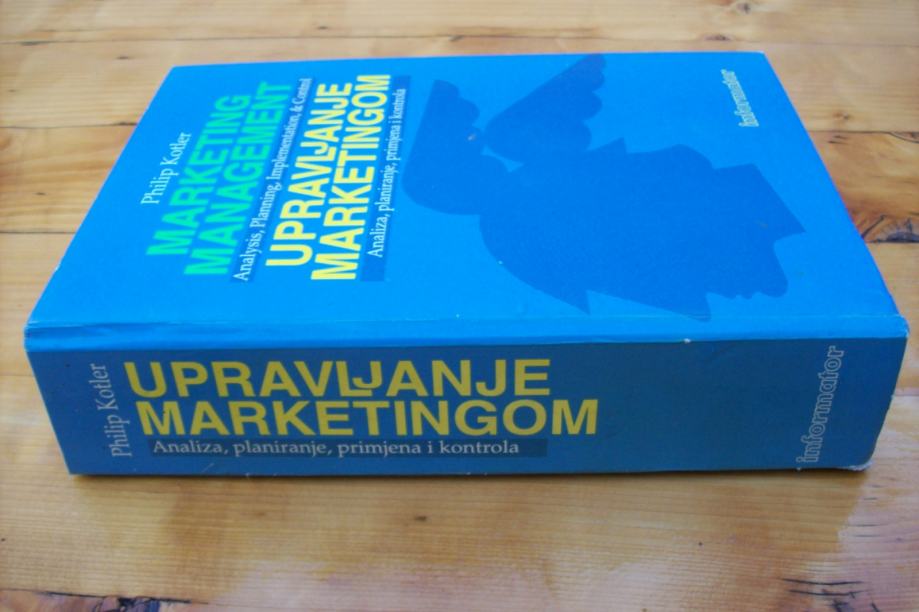 Philip Kotler
MARKETING
MANAGEMENT
Analysis, Planning, Implementation, & Control
UPRAVLJANJE
MARKETINGOM
Analiza, planiranje, primjena i kontrola
informator
Philip Kotler
UPRAVLJANJE
MARKETINGOM
Analiza, planiranje, primjena i kontrola
informator